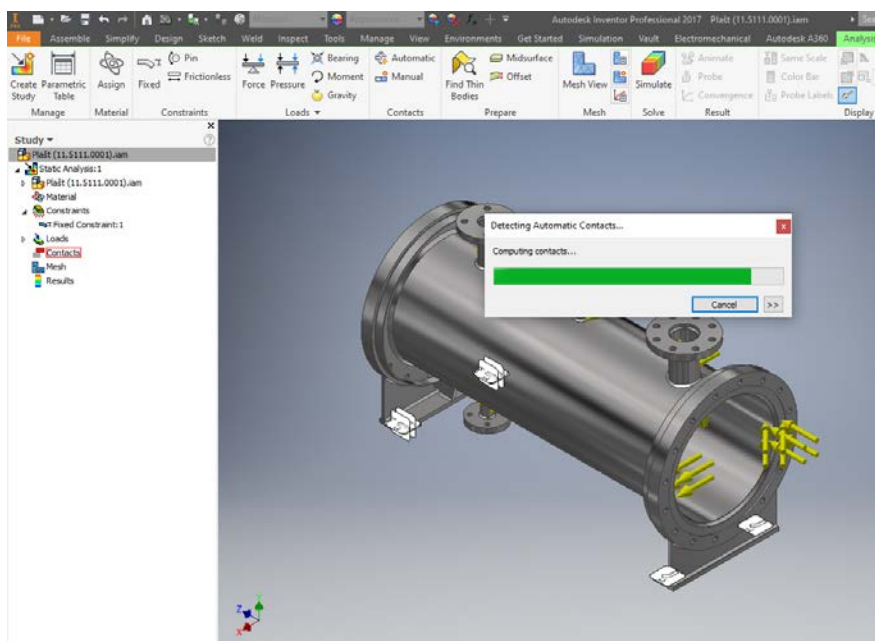 Autodesk Inventor Professional 2017 Plašt (11.5111.0001).iam
File Assemble Simplify Design Sketch Weld Inspect Tools Manage View Environments Get Started Simulation Vault Electromechanical Autodesk A360 Analysis
Create Study
Parametric Table
Manage
Assign
Material
Fixed
Pin
Frictionless
Constraints
Force
Pressure
Bearing
Moment
Gravity
Loads
Automatic
Manual
Contacts
Find Thin Bodies
Midsurface
Offset
Prepare
Mesh View
Mesh
Simulate
Solve
Animate
Probe
Convergence
Result
Same Scale
Color Bar
Probe Labels
Display
Study
Plašt (11.5111.0001).iam
Static Analysis:1
Plašt (11.5111.0001).iam
Material
Constraints
Fixed Constraint:1
Loads
Contacts
Mesh
Results
Detecting Automatic Contacts...
Computing contacts...
Cancel >>
Z Y X